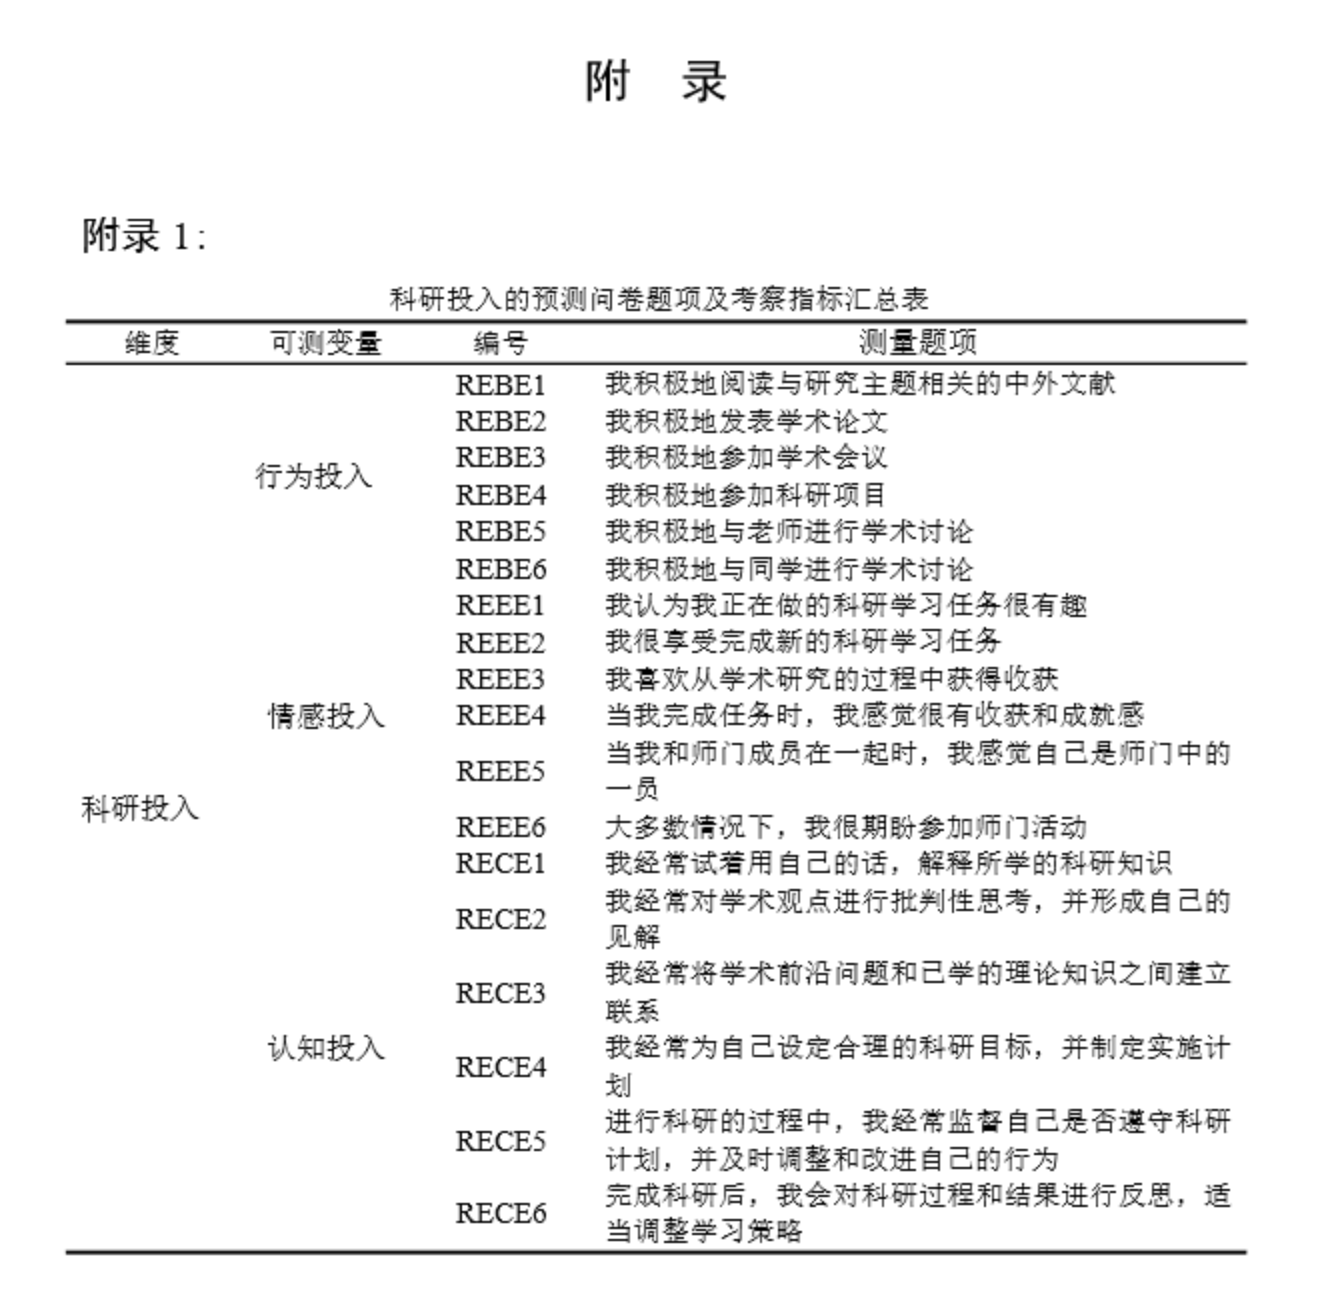 附 录
附录 1:
科研投入的预测问卷题项及考察指标汇总表
维度 可测变量 编号 测量题项
REBE1 我积极地阅读与研究主题相关的中外文献
REBE2 我积极地发表学术论文
REBE3 我积极地参加学术会议
行为投入
REBE4 我积极地参加科研项目
REBE5 我积极地与老师进行学术讨论
REBE6 我积极地与同学进行学术讨论
REEE1 我认为我正在做的科研学习任务很有趣
REEE2 我很享受完成新的科研学习任务
REEE3 我喜欢从学术研究的过程中获得收获
情感投入 REEE4 当我完成任务时，我感觉很有收获和成就感
REEE5 当我和师门成员在一起时，我感觉自己是师门中的
一员
科研投入
REEE6 大多数情况下，我很期盼参加师门活动
RECE1 我经常试着用自己的话，解释所学的科研知识
RECE2 我经常对学术观点进行批判性思考，并形成自己的
见解
RECE3 我经常将学术前沿问题和已学的理论知识之间建立
联系
认知投入
RECE4 我经常为自己设定合理的科研目标，并制定实施计
划
RECE5 进行科研的过程中，我经常监督自己是否遵守科研
计划，并及时调整和改进自己的行为
RECE6 完成科研后，我会对科研过程和结果进行反思，适
当调整学习策略